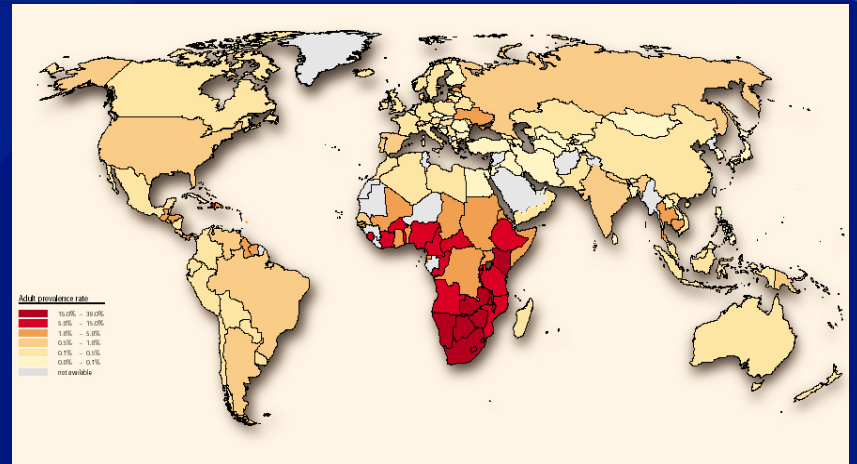 Adult prevalence rate
15.0% – 39.0%
5.0% – 15.0%
1.0% – 5.0%
0.5% – 1.0%
0.1% – 0.5%
0.0% – 0.1%
not available